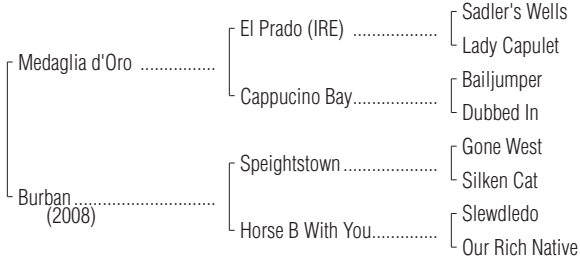 Sadler's Wells
El Prado (IRE) ...................
Lady Capulet
Medaglia d'Oro ................
Bailjumper
Cappucino Bay...................
Dubbed In
Gone West
Speightstown .....................
Silken Cat
Burban ..............................
(2008)
Slewdledo
Horse B With You...............
Our Rich Native